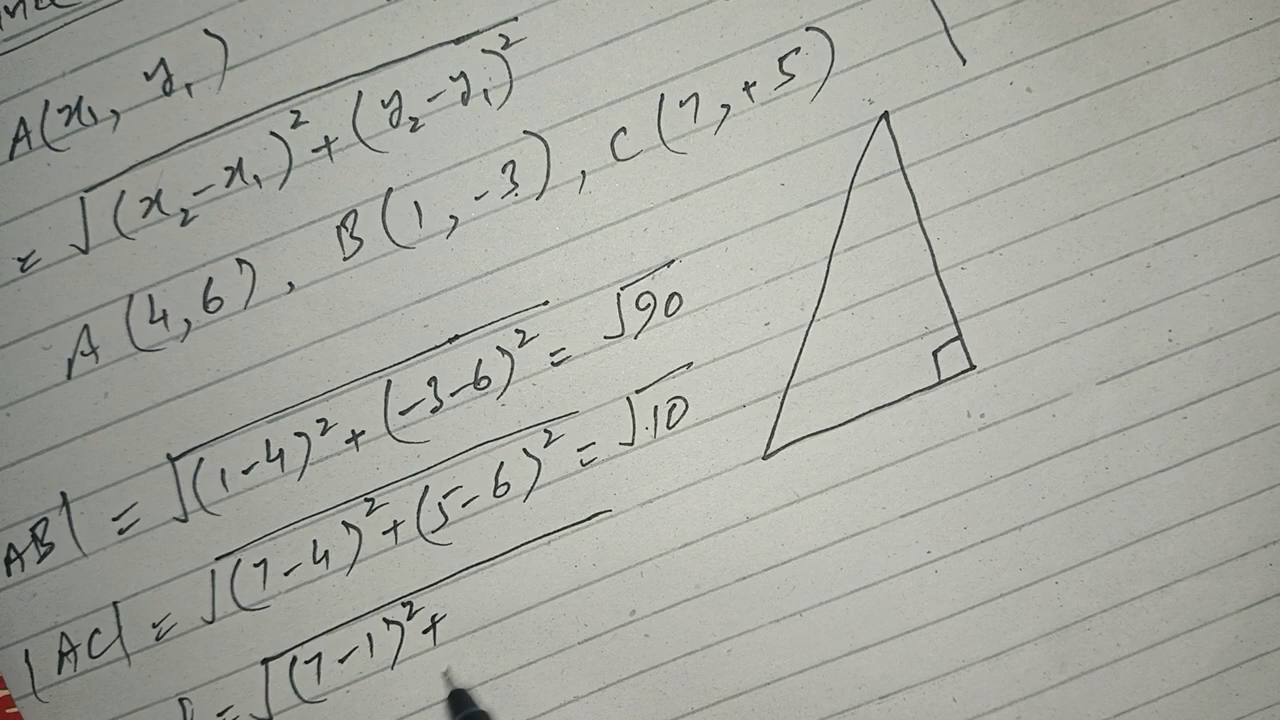 A(x₁, y₁)
= √(x₂-x₁)² + (y₂-y₁)²
A(4,6), B(1,-3), C(7,+5)
AB| = √(1-4)² + (-3-6)² = √90
|AC| = √(7-4)² + (5-6)² = √10
= √(7-1)² +